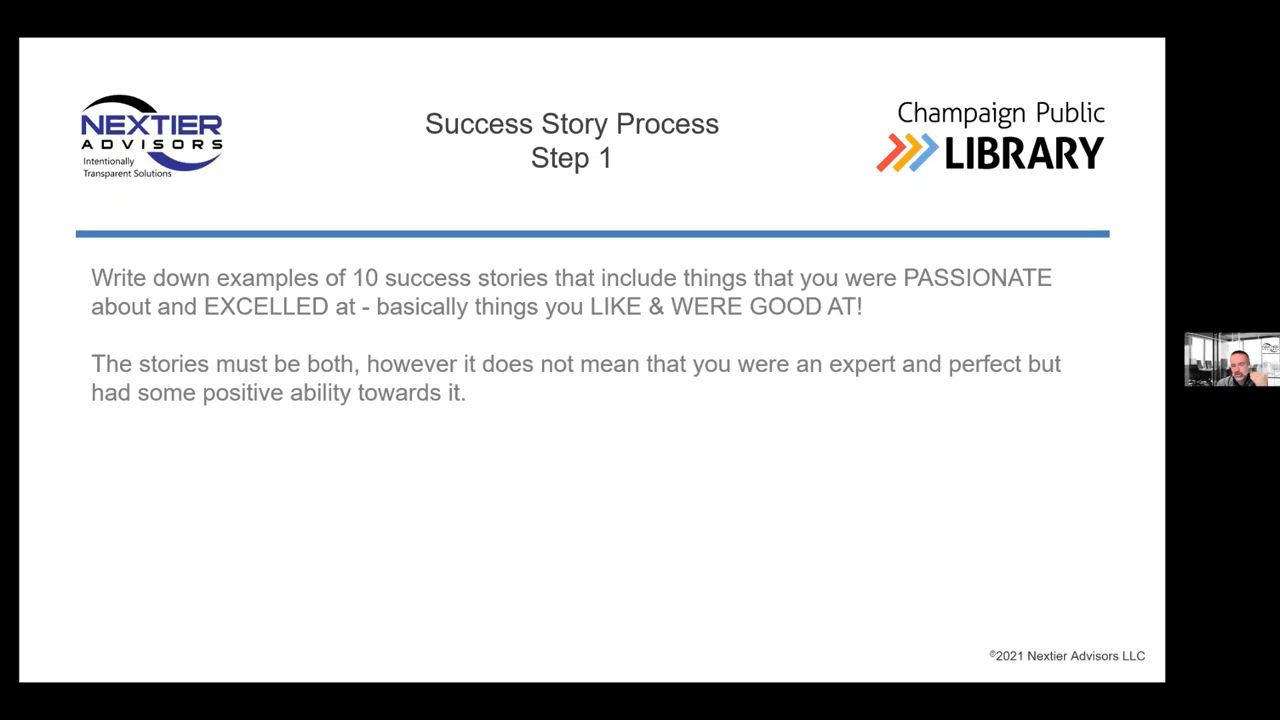 NEXTIER
ADVISORS
Intentionally
Transparent Solutions
Success Story Process
Step 1
Champaign Public
LIBRARY
Write down examples of 10 success stories that include things that you were PASSIONATE
about and EXCELLED at - basically things you LIKE & WERE GOOD AT!
The stories must be both, however it does not mean that you were an expert and perfect but
had some positive ability towards it.
©2021 Nextier Advisors LLC
NEXTIER